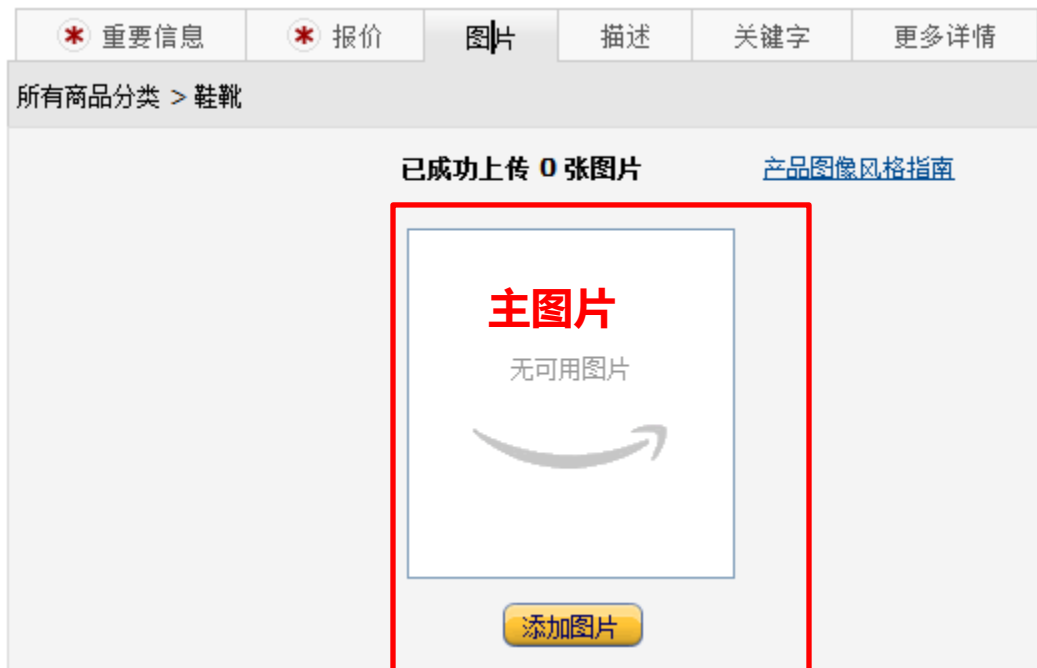 * 重要信息 * 报价 图片 描述 关键字 更多详情
所有商品分类 > 鞋靴
已成功上传 0 张图片 产品图像风格指南
主图片
无可用图片
添加图片